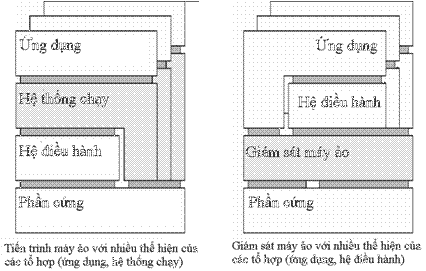 Ứng dụng
Hệ thống chạy
Hệ điều hành
Phần cứng
Tiến trình máy ảo với nhiều thể hiện của
các tổ hợp (ứng dụng, hệ thống chạy)
Ứng dụng
Hệ điều hành
Giám sát máy ảo
Phần cứng
Giám sát máy ảo với nhiều thể hiện của
các tổ hợp (ứng dụng, hệ điều hành)